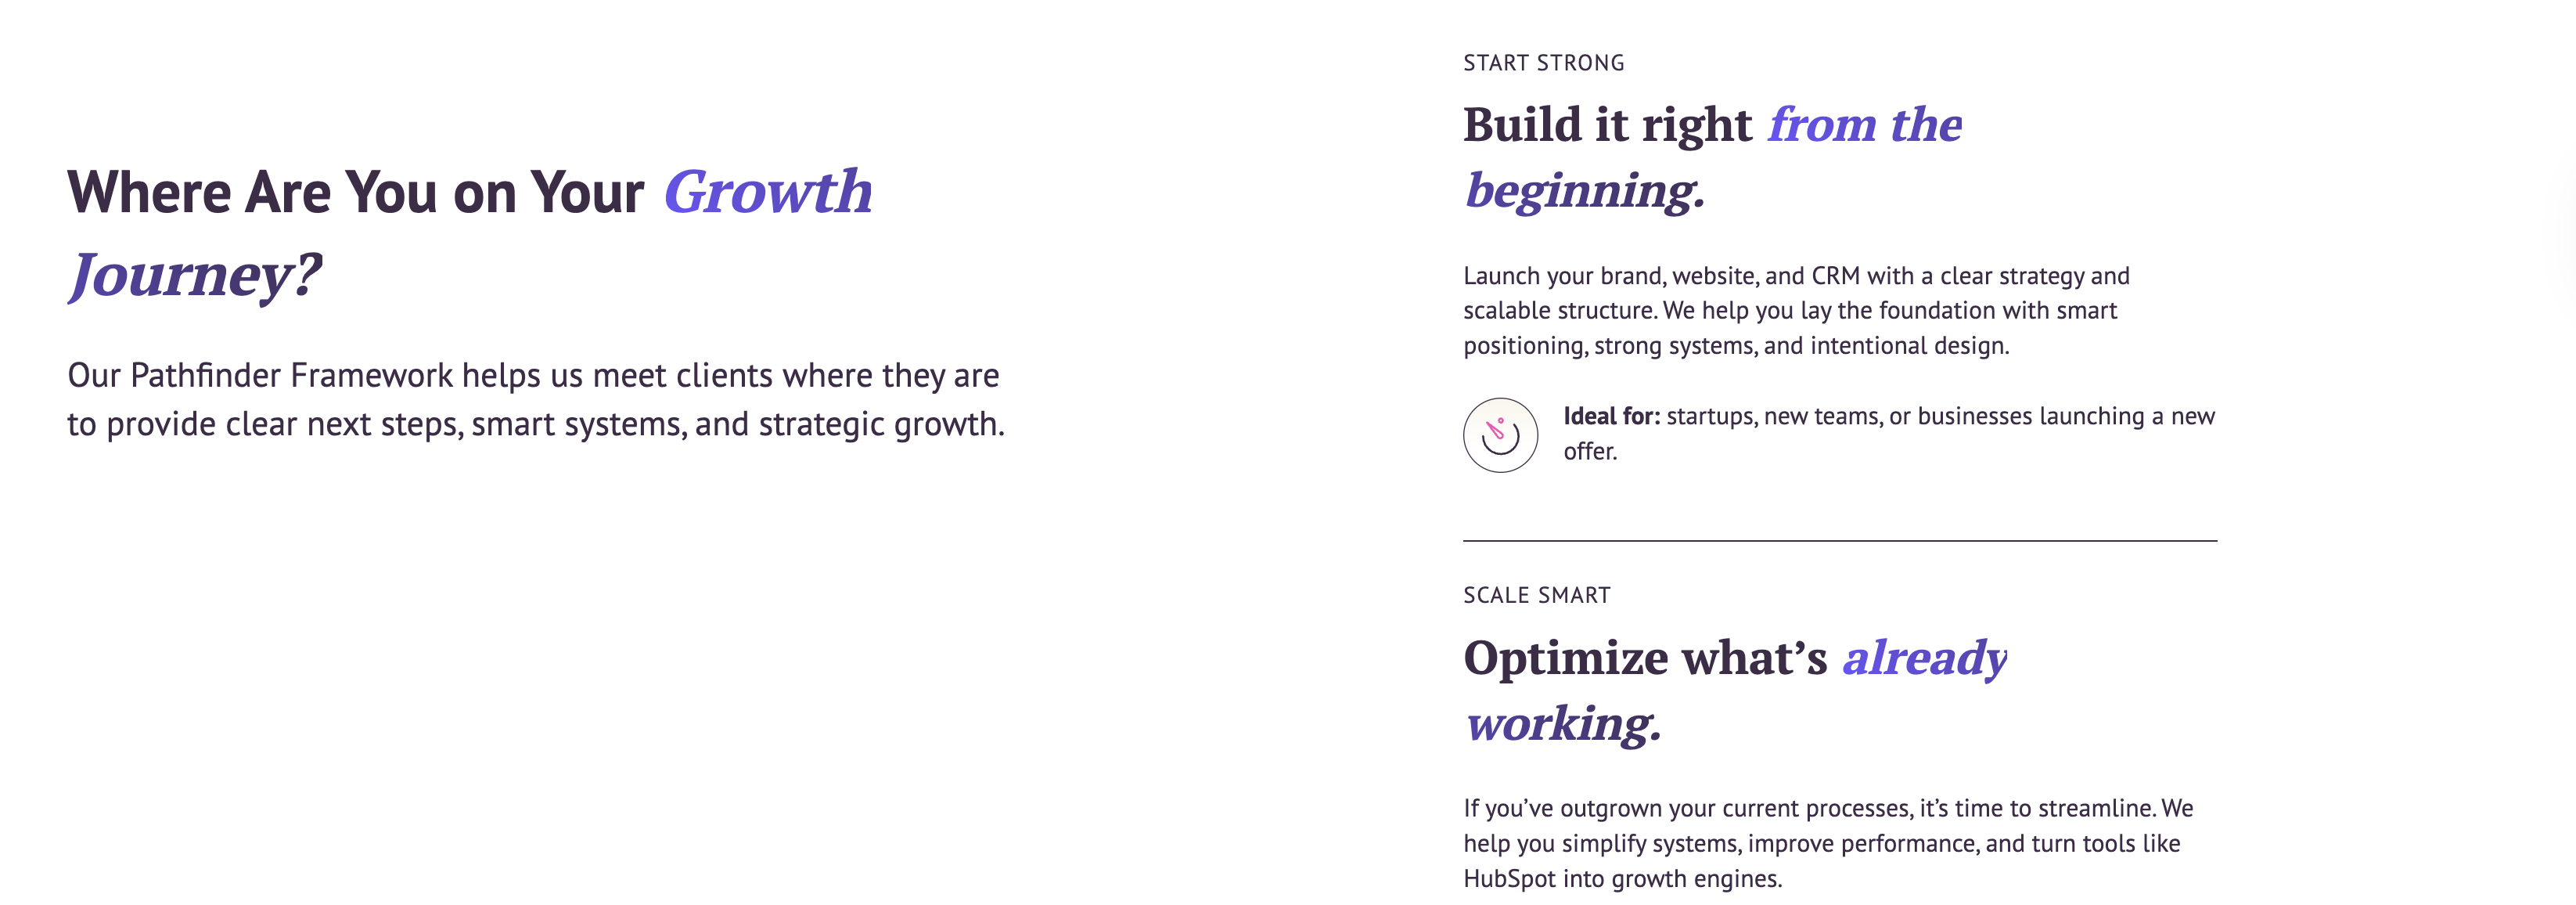 Where Are You on Your Growth
Journey?
Our Pathfinder Framework helps us meet clients where they are
to provide clear next steps, smart systems, and strategic growth.
START STRONG
Build it right from the
beginning.
Launch your brand, website, and CRM with a clear strategy and
scalable structure. We help you lay the foundation with smart
positioning, strong systems, and intentional design.
Ideal for: startups, new teams, or businesses launching a new
offer.
SCALE SMART
Optimize what’s already
working.
If you’ve outgrown your current processes, it’s time to streamline. We
help you simplify systems, improve performance, and turn tools like
HubSpot into growth engines.